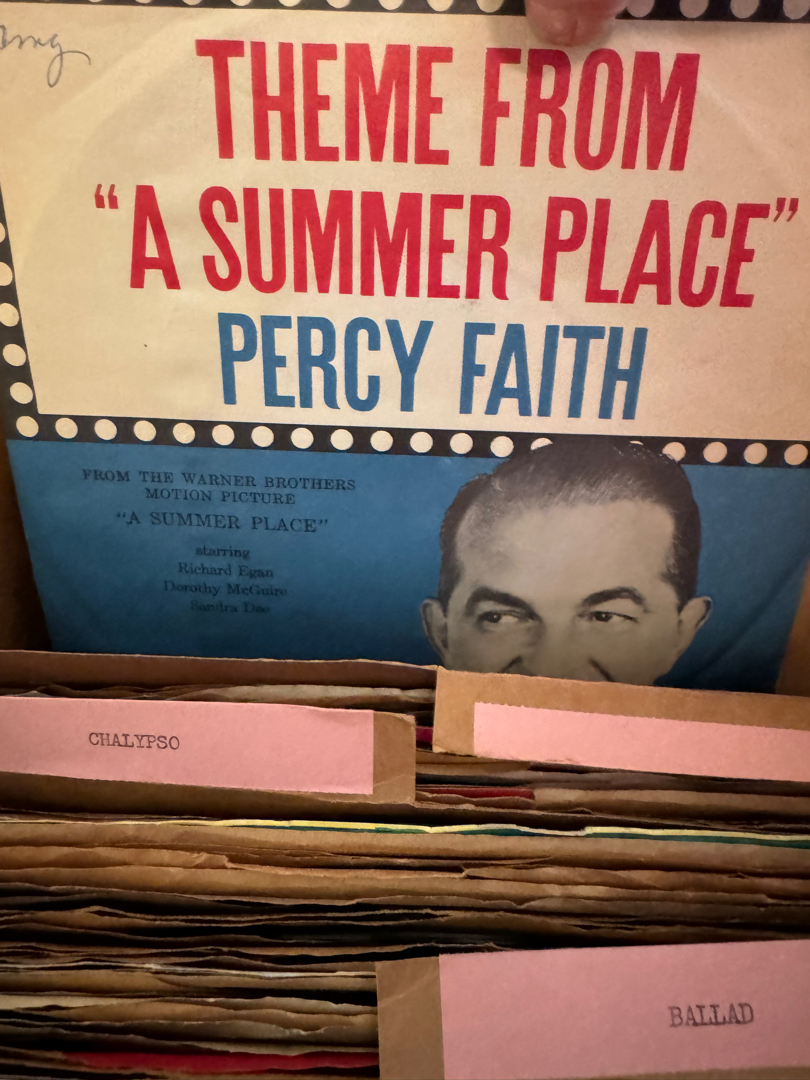 THEME FROM
“A SUMMER PLACE”
PERCY FAITH
FROM THE WARNER BROTHERS
MOTION PICTURE
“A SUMMER PLACE”
starring
Richard Egan
Dorothy McGuire
Sandra Dee
CHALYPSO
BALLAD